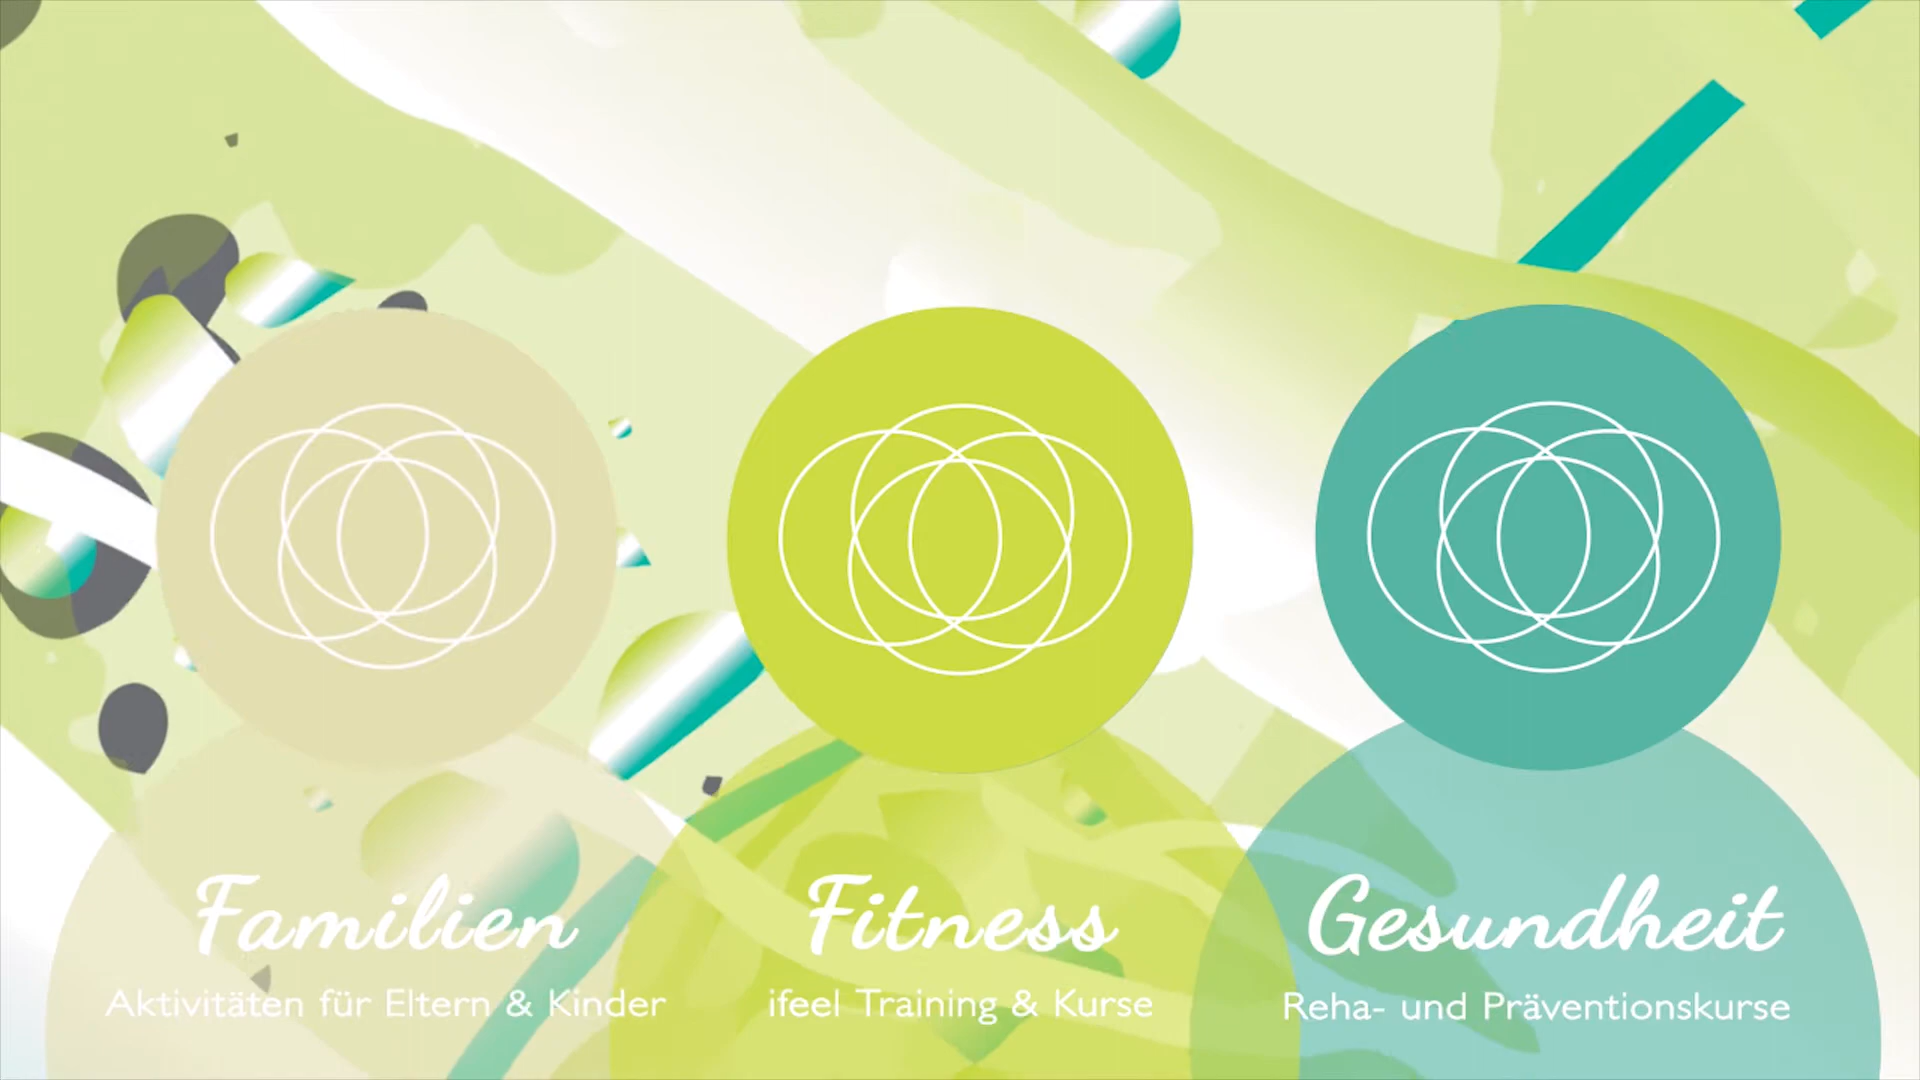 Familien
Aktivitäten für Eltern & Kinder
Fitness
ifeel Training & Kurse
Gesundheit
Reha- und Präventionskurse